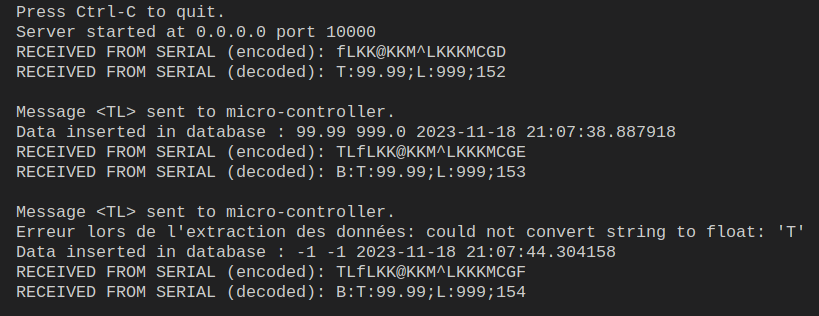 Press Ctrl-C to quit.
Server started at 0.0.0.0 port 10000
RECEIVED FROM SERIAL (encoded): fLKK@KKM^LKKKMCGD
RECEIVED FROM SERIAL (decoded): T:99.99;L:999;152
Message <TL> sent to micro-controller.
Data inserted in database : 99.99 999.0 2023-11-18 21:07:38.887918
RECEIVED FROM SERIAL (encoded): TLfLKK@KKM^LKKKMCGE
RECEIVED FROM SERIAL (decoded): B:T:99.99;L:999;153
Message <TL> sent to micro-controller.
Erreur lors de l'extraction des données: could not convert string to float: 'T'
Data inserted in database : -1 -1 2023-11-18 21:07:44.304158
RECEIVED FROM SERIAL (encoded): TLfLKK@KKM^LKKKMCGF
RECEIVED FROM SERIAL (decoded): B:T:99.99;L:999;154